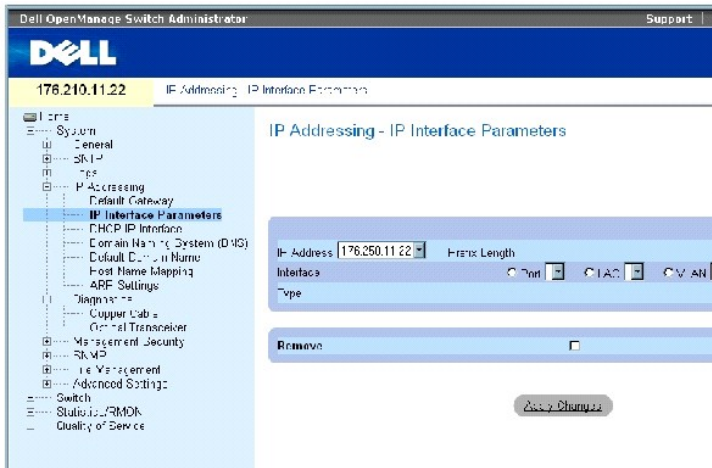 Dell OpenManage Switch Administrator
Support |
DELL
176.210.11.22
IP Addressing - IP Interface Parameters
Home
System
General
SNTP
Logs
IP Addressing
Default Gateway
IP Interface Parameters
DHCP IP Interface
Domain Naming System (DNS)
Default Domain Name
Host Name Mapping
ARP Settings
Diagnostics
Copper Cable
Optical Transceiver
Management Security
SNMP
File Management
Advanced Settings
Switch
Statistics/RMON
Quality of Service
IP Addressing - IP Interface Parameters
IP Address 176.250.11.22 Prefix Length
Interface Port LAG VLAN
Type
Remove
Apply Changes